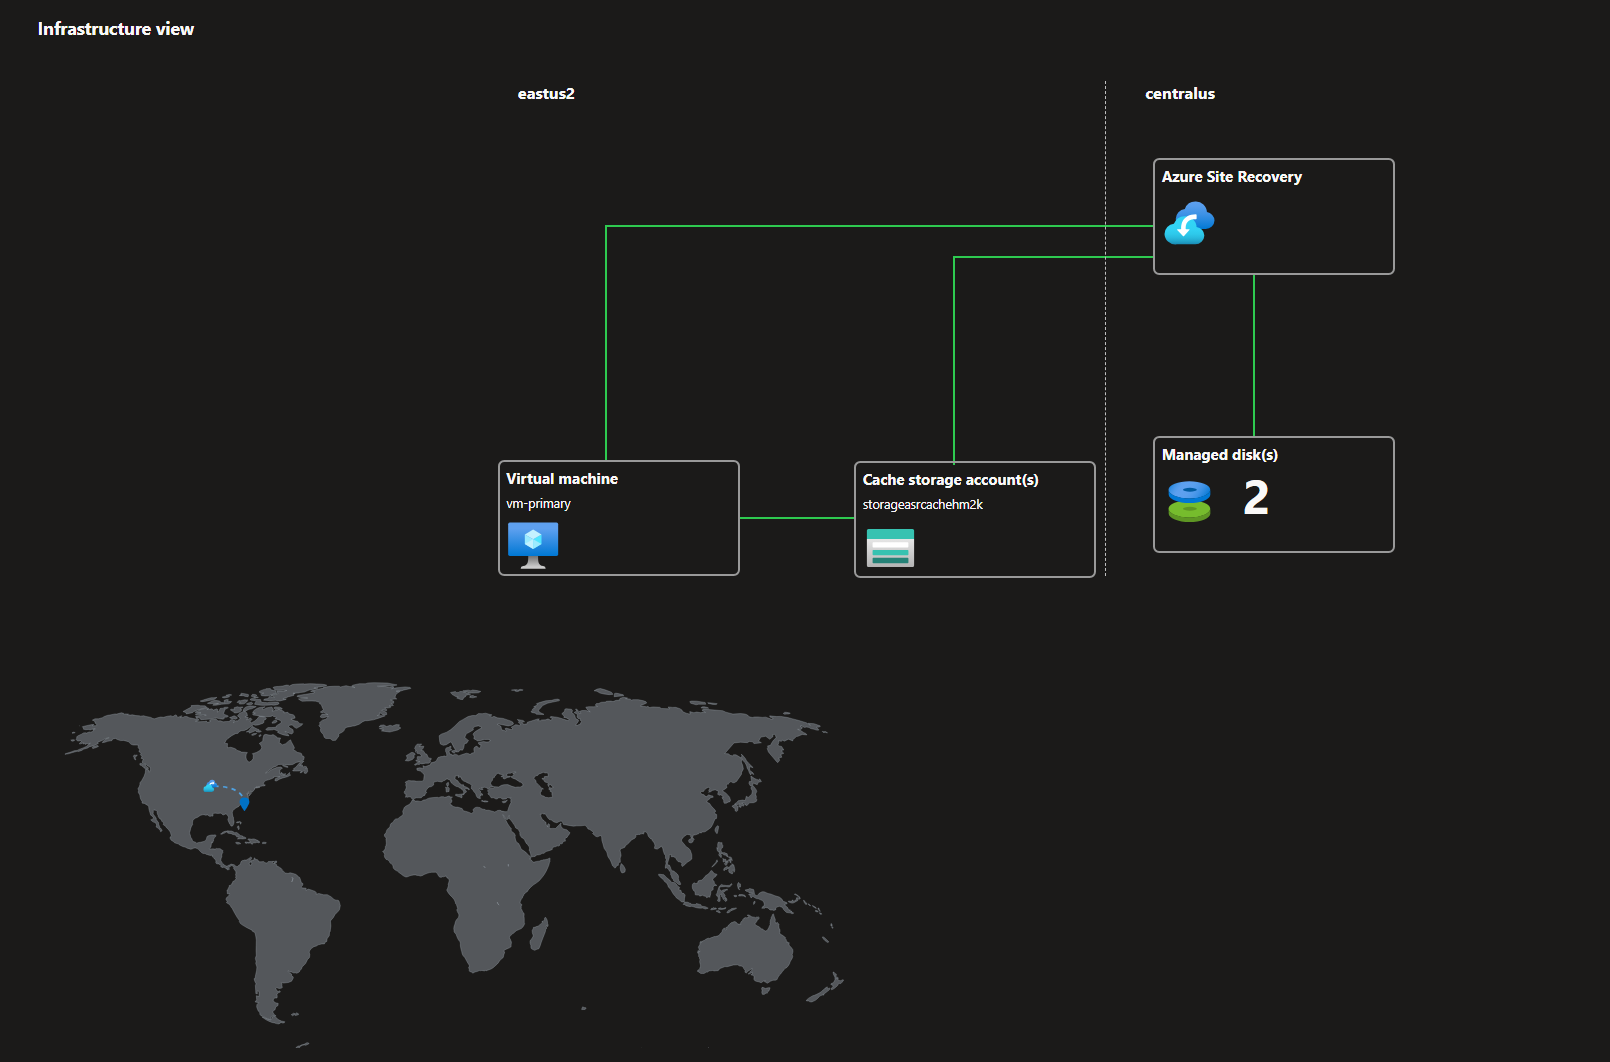 Infrastructure view
eastus2
centralus
Azure Site Recovery
Virtual machine
vm-primary
Cache storage account(s)
storageasrcachehm2k
Managed disk(s)
2